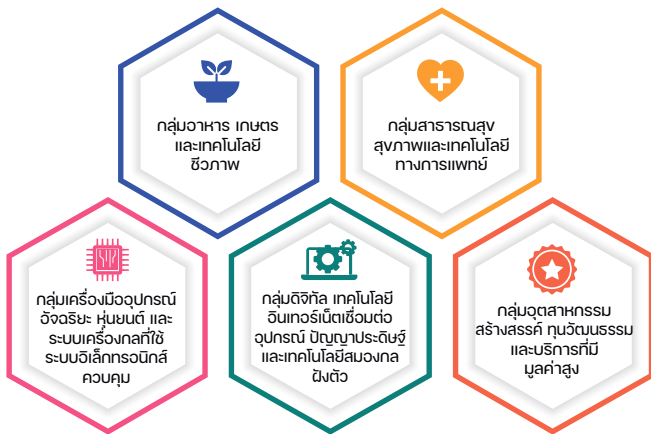 กลุ่มอาหาร เกษตร
และเทคโนโลยี
ชีวภาพ
กลุ่มสาธารณสุข
สุขภาพและเทคโนโลยี
ทางการแพทย์
กลุ่มเครื่องมืออุปกรณ์
อัจฉริยะ หุ่นยนต์ และ
ระบบเครื่องกลที่ใช้
ระบบอิเล็กทรอนิกส์
ควบคุม
กลุ่มดิจิทัล เทคโนโลยี
อินเทอร์เน็ตเชื่อมต่อ
อุปกรณ์ ปัญญาประดิษฐ์
และเทคโนโลยีสมองกล
ฝังตัว
กลุ่มอุตสาหกรรม
สร้างสรรค์ ทุนวัฒนธรรม
และบริการที่มี
มูลค่าสูง